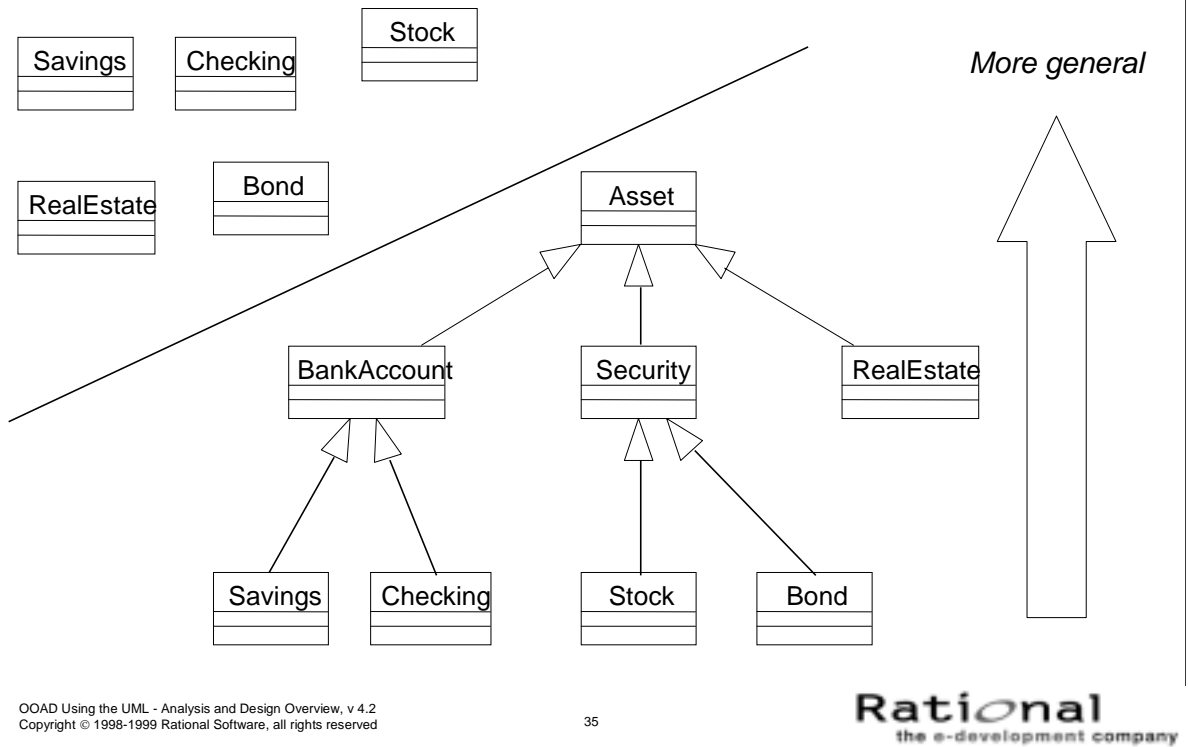 Stock
Savings
Checking
More general
Bond
RealEstate
Asset
BankAccount
Security
RealEstate
Savings
Checking
Stock
Bond
OOAD Using the UML - Analysis and Design Overview, v 4.2
Copyright © 1998-1999 Rational Software, all rights reserved
35
Rational
the e-development company